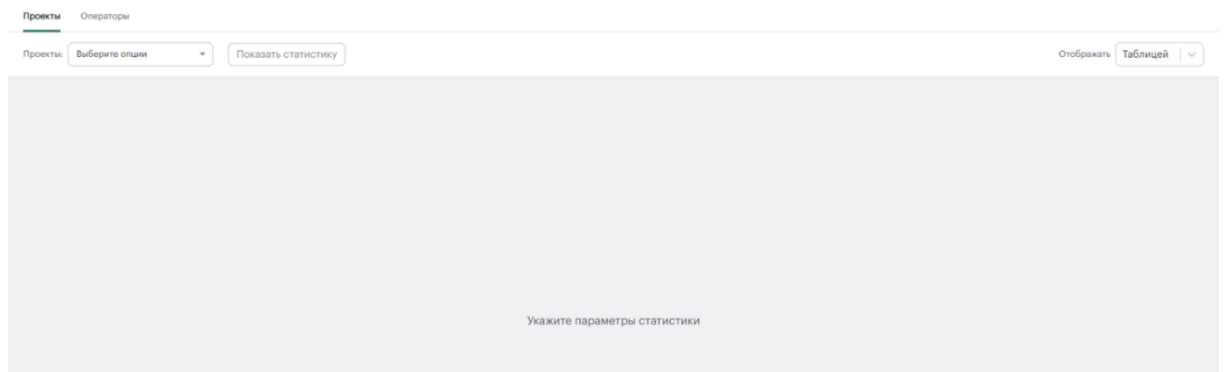 Проекты Операторы
Проекты: Выберите опции Показать статистику Отображать Таблицей
Укажите параметры статистики